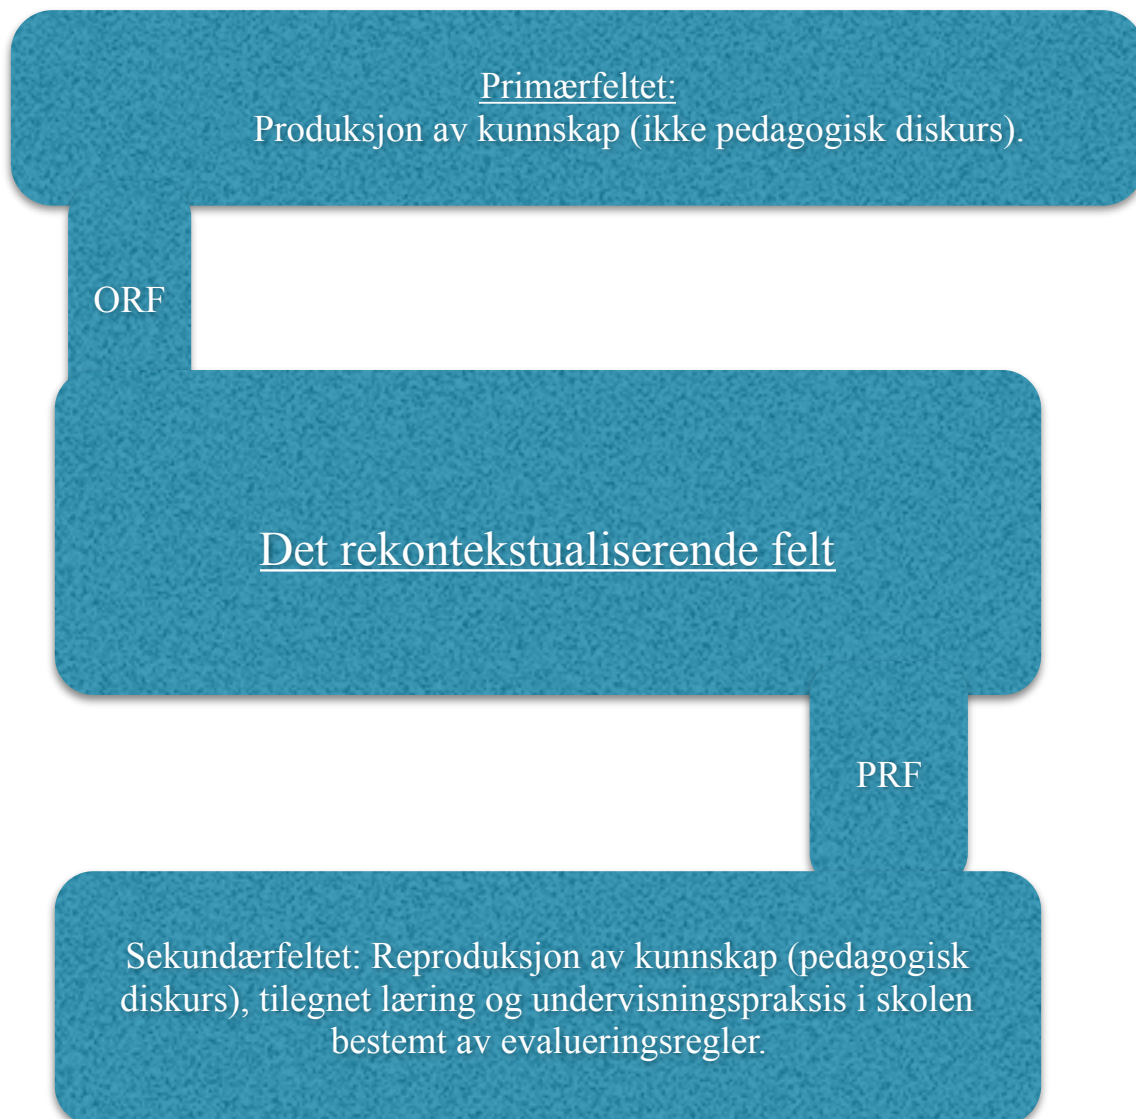 Primærfeltet:
Produksjon av kunnskap (ikke pedagogisk diskurs).
ORF
Det rekontekstualiserende felt
PRF
Sekundærfeltet: Reproduksjon av kunnskap (pedagogisk
diskurs), tilegnet læring og undervisningspraksis i skolen
bestemt av evalueringsregler.